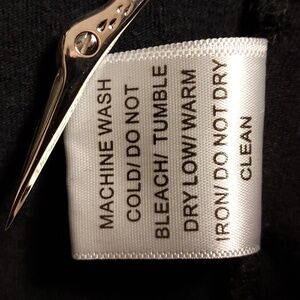 MACHINE WASH
COLD/ DO NOT
BLEACH/ TUMBLE
DRY LOW/ WARM
IRON/ DO NOT DRY
CLEAN